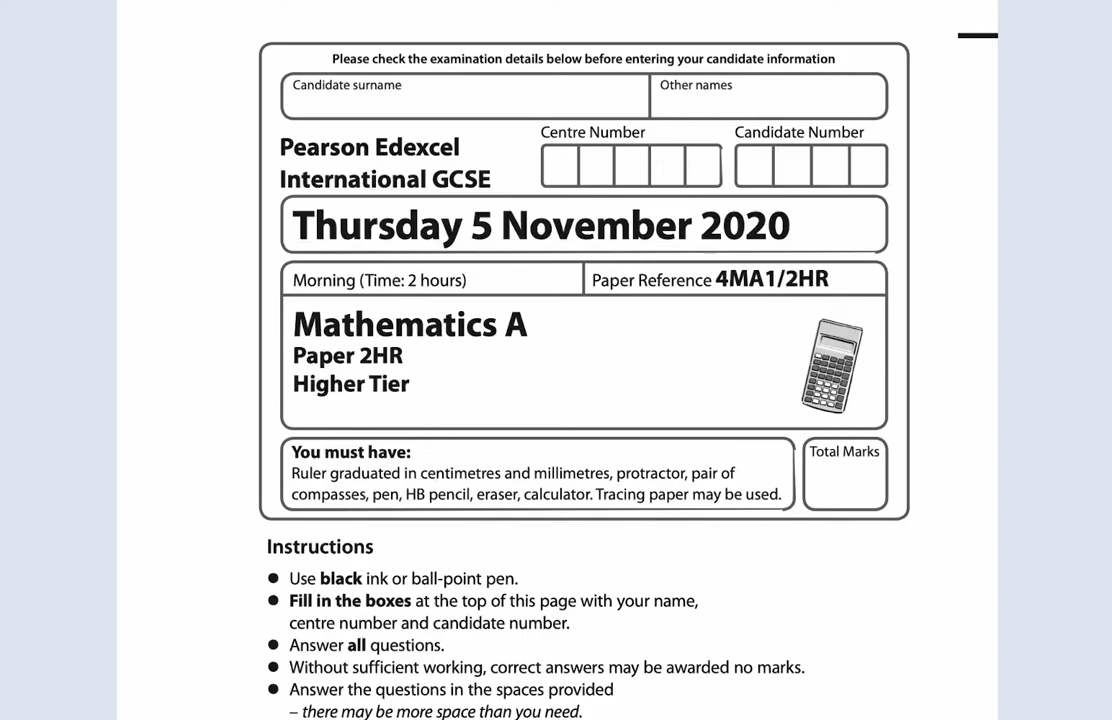 Please check the examination details below before entering your candidate information
Candidate surname
Other names
Centre Number
Candidate Number
Pearson Edexcel
International GCSE
Thursday 5 November 2020
Morning (Time: 2 hours)
Paper Reference 4MA1/2HR
Mathematics A
Paper 2HR
Higher Tier
You must have:
Ruler graduated in centimetres and millimetres, protractor, pair of
compasses, pen, HB pencil, eraser, calculator. Tracing paper may be used.
Total Marks
Instructions
● Use black ink or ball-point pen.
● Fill in the boxes at the top of this page with your name,
centre number and candidate number.
● Answer all questions.
● Without sufficient working, correct answers may be awarded no marks.
● Answer the questions in the spaces provided
– there may be more space than you need.